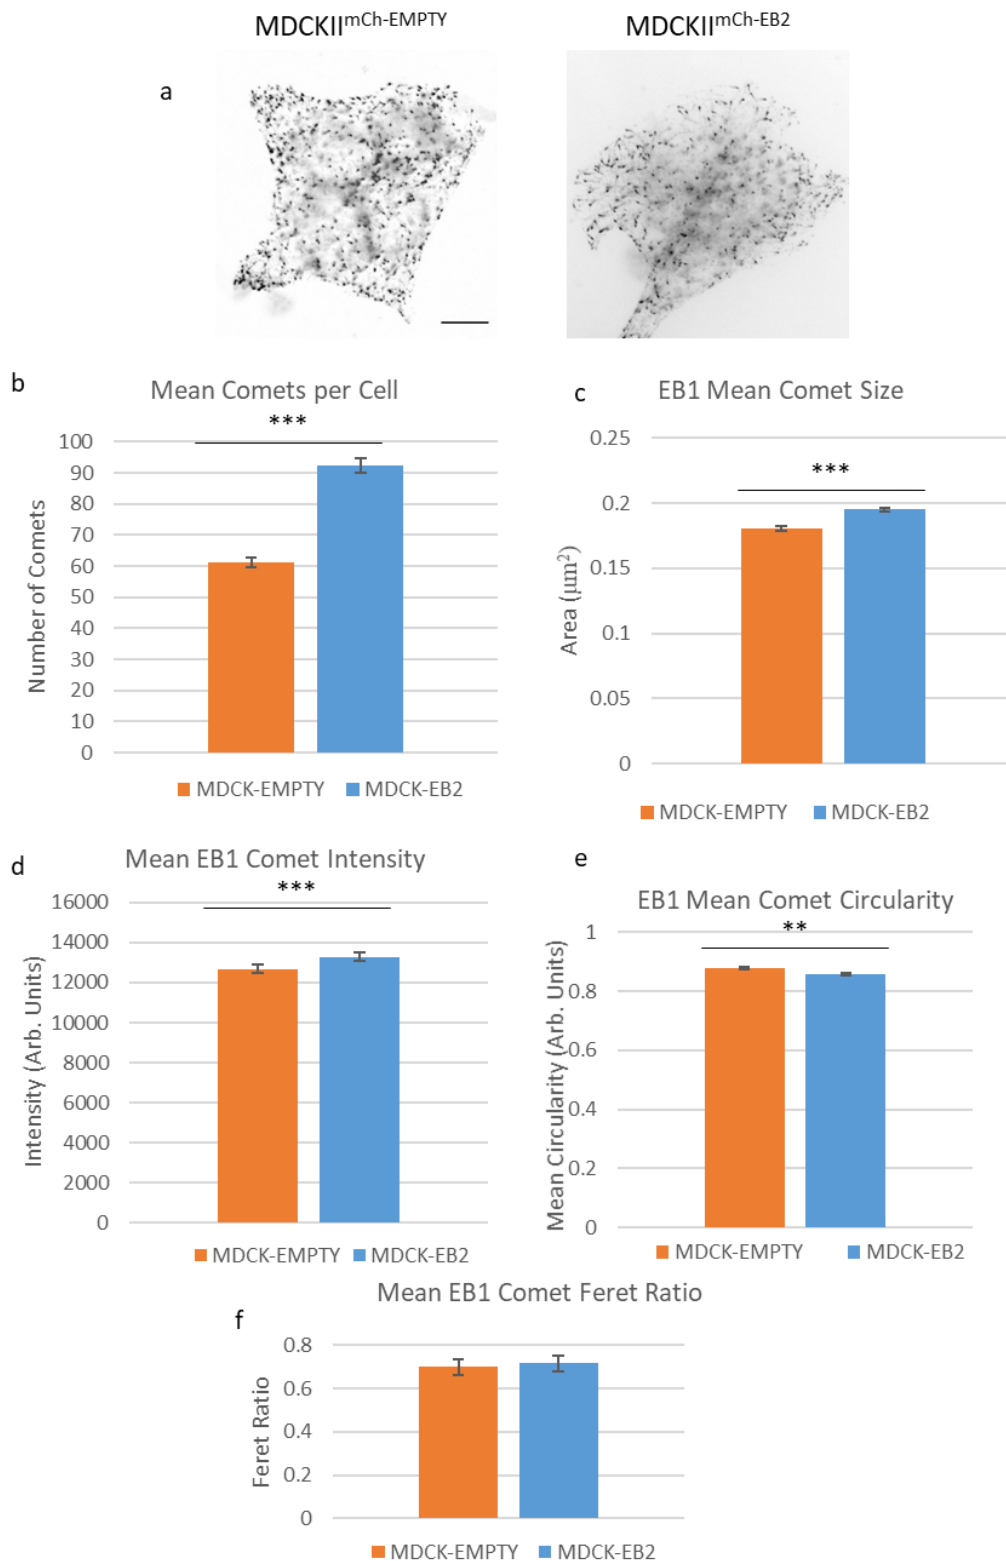 MDCKII^mCh-EMPTY MDCKII^mCh-EB2
a
b
Mean Comets per Cell
***
100
90
80
70
60
50
40
30
20
10
0
Number of Comets
MDCK-EMPTY MDCK-EB2
c
EB1 Mean Comet Size
***
0.25
0.2
0.15
0.1
0.05
0
Area (µm²)
MDCK-EMPTY MDCK-EB2
d
Mean EB1 Comet Intensity
***
16000
14000
12000
10000
8000
6000
4000
2000
0
Intensity (Arb. Units)
MDCK-EMPTY MDCK-EB2
e
EB1 Mean Comet Circularity
**
1
0.8
0.6
0.4
0.2
0
Mean Circularity (Arb. Units)
MDCK-EMPTY MDCK-EB2
f
Mean EB1 Comet Feret Ratio
0.8
0.6
0.4
0.2
0
Feret Ratio
MDCK-EMPTY MDCK-EB2